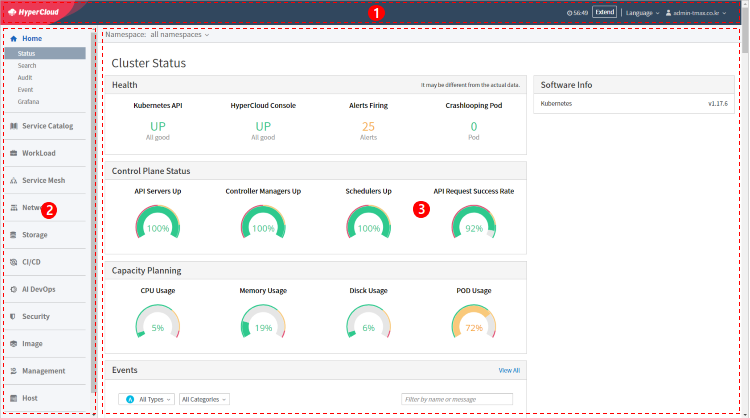 HyperCloud
1
56:49 Extend Language admin-tmax.co.kr
Namespace: all namespaces
Home
Status
Search
Audit
Event
Grafana
Service Catalog
WorkLoad
Service Mesh
Netw
2
Storage
CI/CD
AI DevOps
Security
Image
Management
Host
Cluster Status
Health
It may be different from the actual data.
Kubernetes API HyperCloud Console Alerts Firing Crashlooping Pod
UP UP 25 0
All good All good Alerts Pod
Software Info
Kubernetes v1.17.6
Control Plane Status
API Servers Up Controller Managers Up Schedulers Up API Request Success Rate
3
100% 100% 100% 92%
Capacity Planning
CPU Usage Memory Usage Disck Usage POD Usage
5% 19% 6% 72%
Events View All
A All Types All Categories Filter by name or message